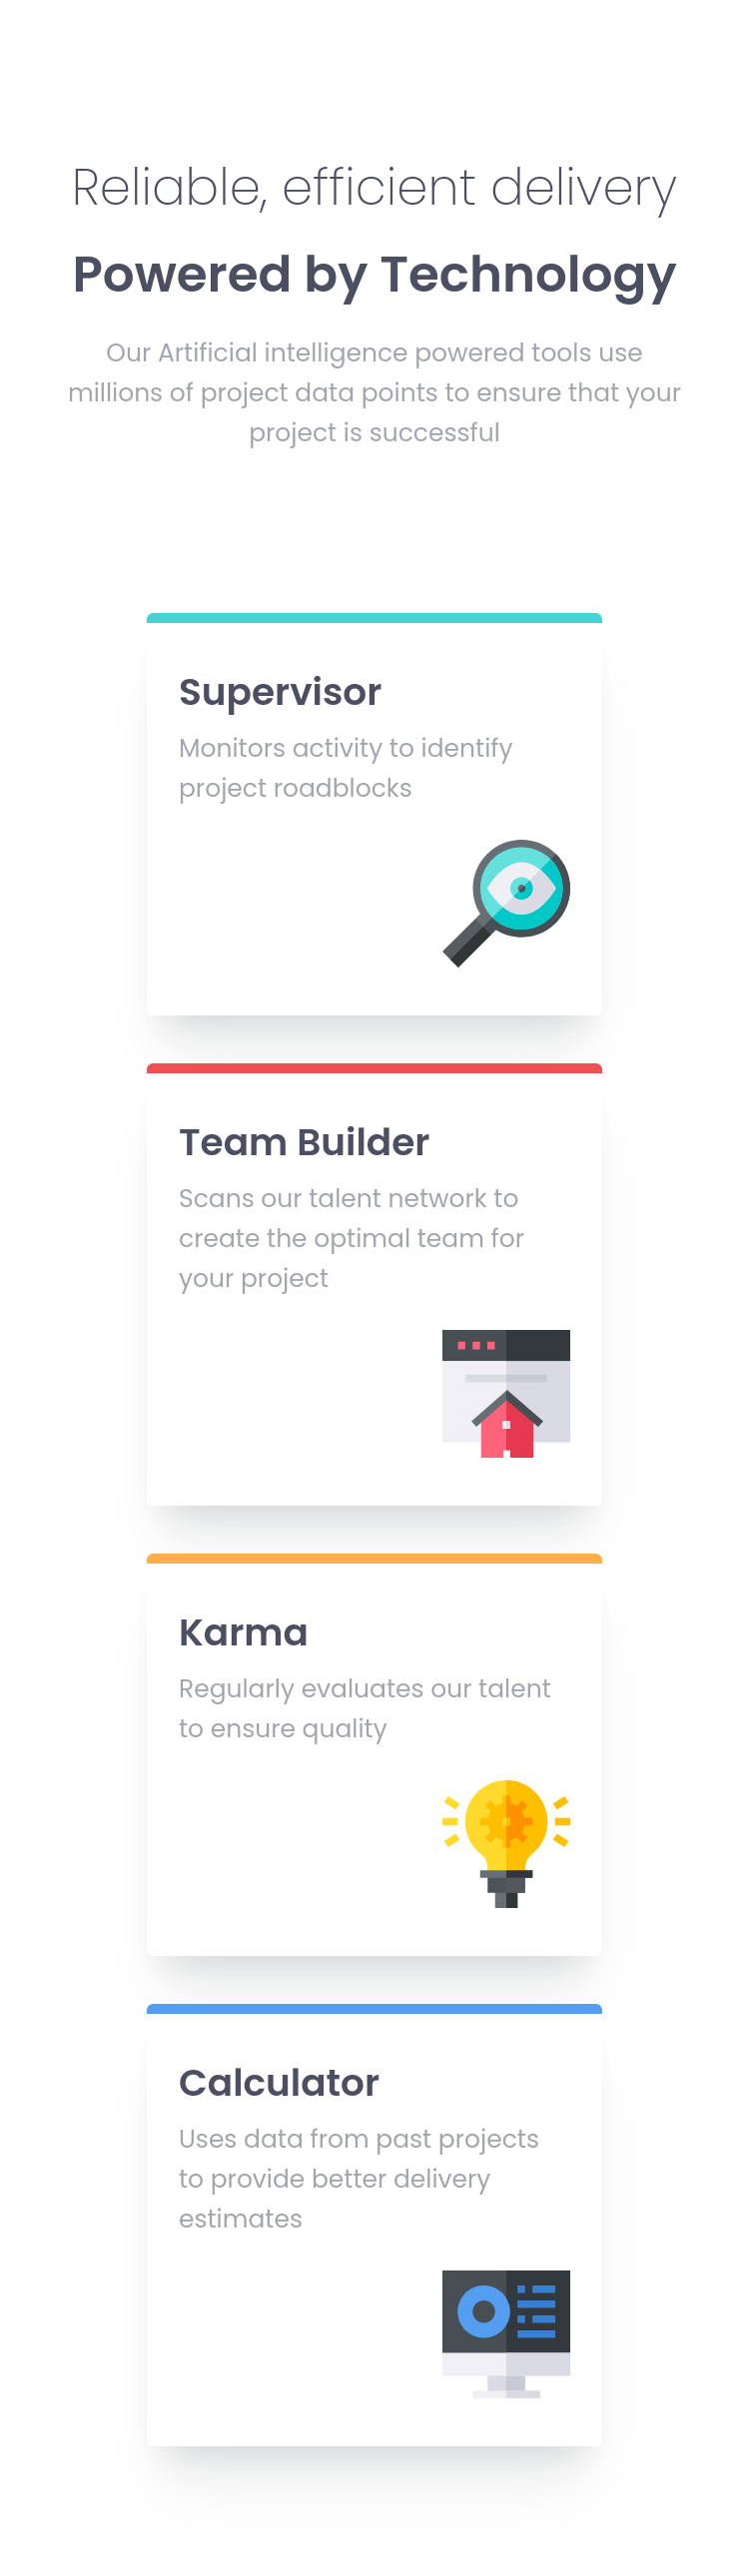 Reliable, efficient delivery
Powered by Technology
Our Artificial intelligence powered tools use
millions of project data points to ensure that your
project is successful
Supervisor
Monitors activity to identify
project roadblocks
Team Builder
Scans our talent network to
create the optimal team for
your project
Karma
Regularly evaluates our talent
to ensure quality
Calculator
Uses data from past projects
to provide better delivery
estimates